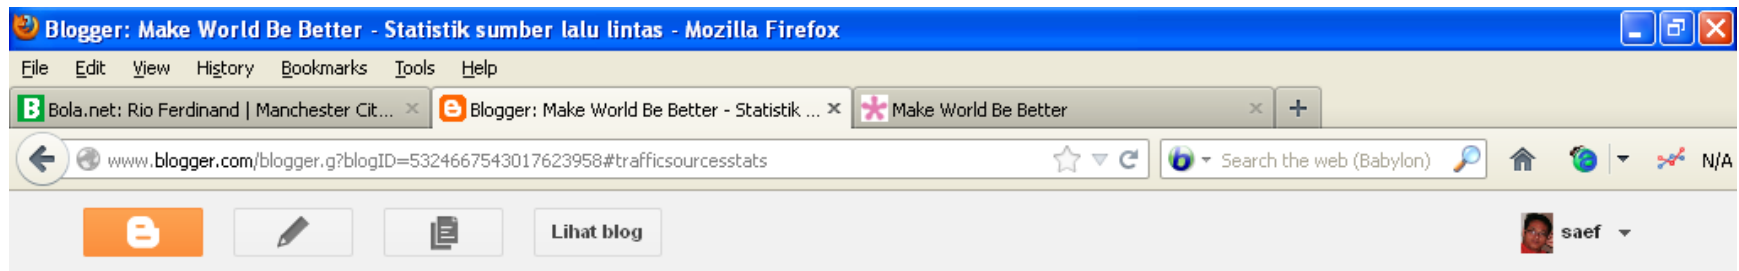 Blogger: Make World Be Better - Statistik sumber lalu lintas - Mozilla Firefox
File Edit View History Bookmarks Tools Help
B Bola.net: Rio Ferdinand | Manchester Cit... Blogger: Make World Be Better - Statistik ... Make World Be Better
www.blogger.com/blogger.g?blogID=5324667543017623958#trafficsourcesstats Search the web (Babylon) N/A
Lihat blog saef